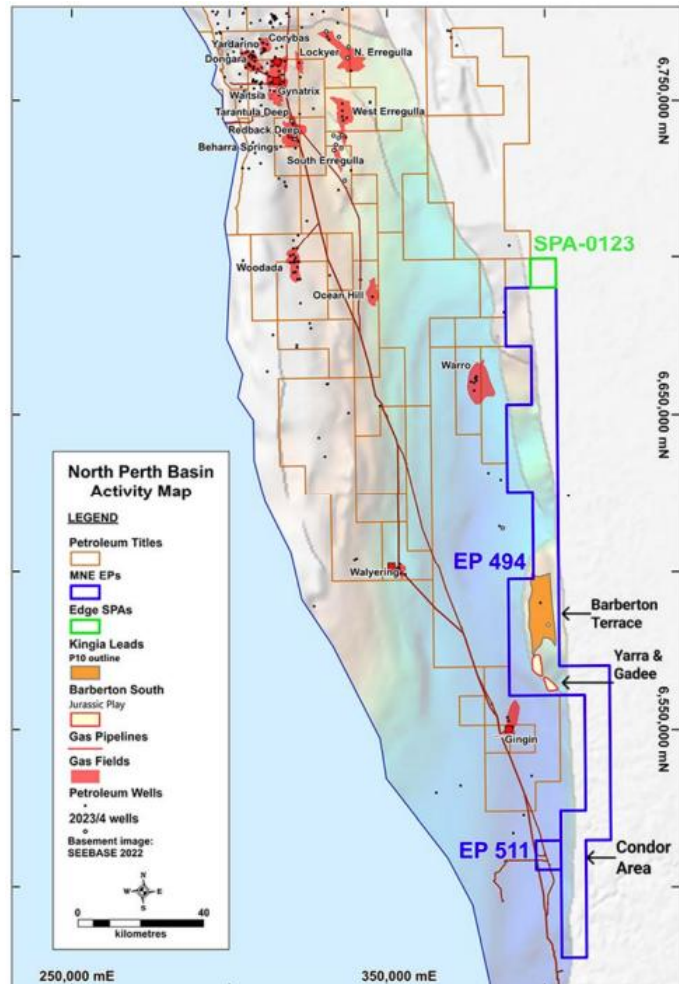 Yardarino
Corybas
Dongara
Lockyer
N. Erregulla
Waitsia
Gynatrix
Tarantula Deep
West Erregulla
Redback Deep
Beharra Springs
South Erregulla
6,750,000 mN
SPA-0123
Woodada
Ocean Hill
Warro
6,650,000 mN
North Perth Basin
Activity Map
LEGEND
Petroleum Titles
MNE EPs
Edge SPAs
Kingia Leads
P10 outline
Barberton South
Jurassic Play
Gas Pipelines
Gas Fields
Petroleum Wells
2023/4 wells
Basement image:
SEEBASE 2022
N
W
E
S
0
40
kilometres
EP 494
Walyering
Barberton
Terrace
Yarra &
Gadee
6,550,000 mN
Gingin
EP 511
Condor
Area
250,000 mE
350,000 mE